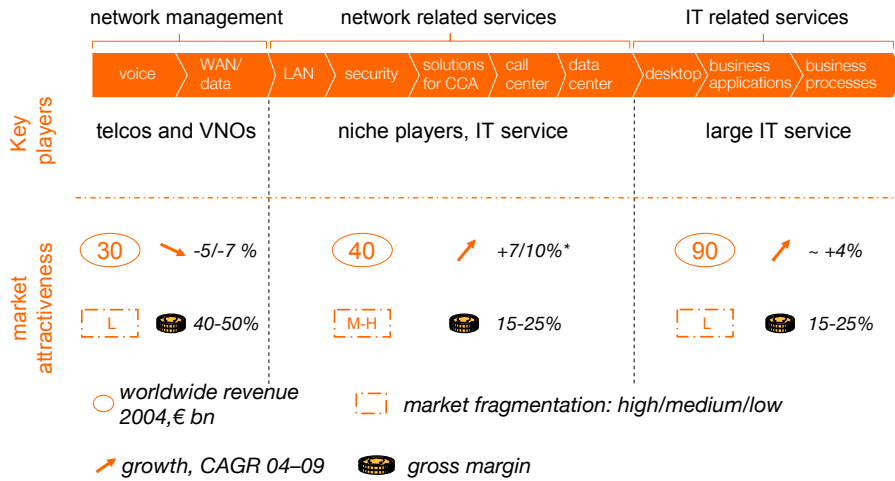 network management
network related services
IT related services
voice
WAN/
data
LAN
security
solutions
for CCA
call
center
data
center
desktop
business
applications
business
processes
Key
players
telcos and VNOs
niche players, IT service
large IT service
market
attractiveness
30
-5/-7 %
40
+7/10%*
90
~ +4%
L
40-50%
M-H
15-25%
L
15-25%
worldwide revenue
2004,€ bn
market fragmentation: high/medium/low
growth, CAGR 04–09
gross margin